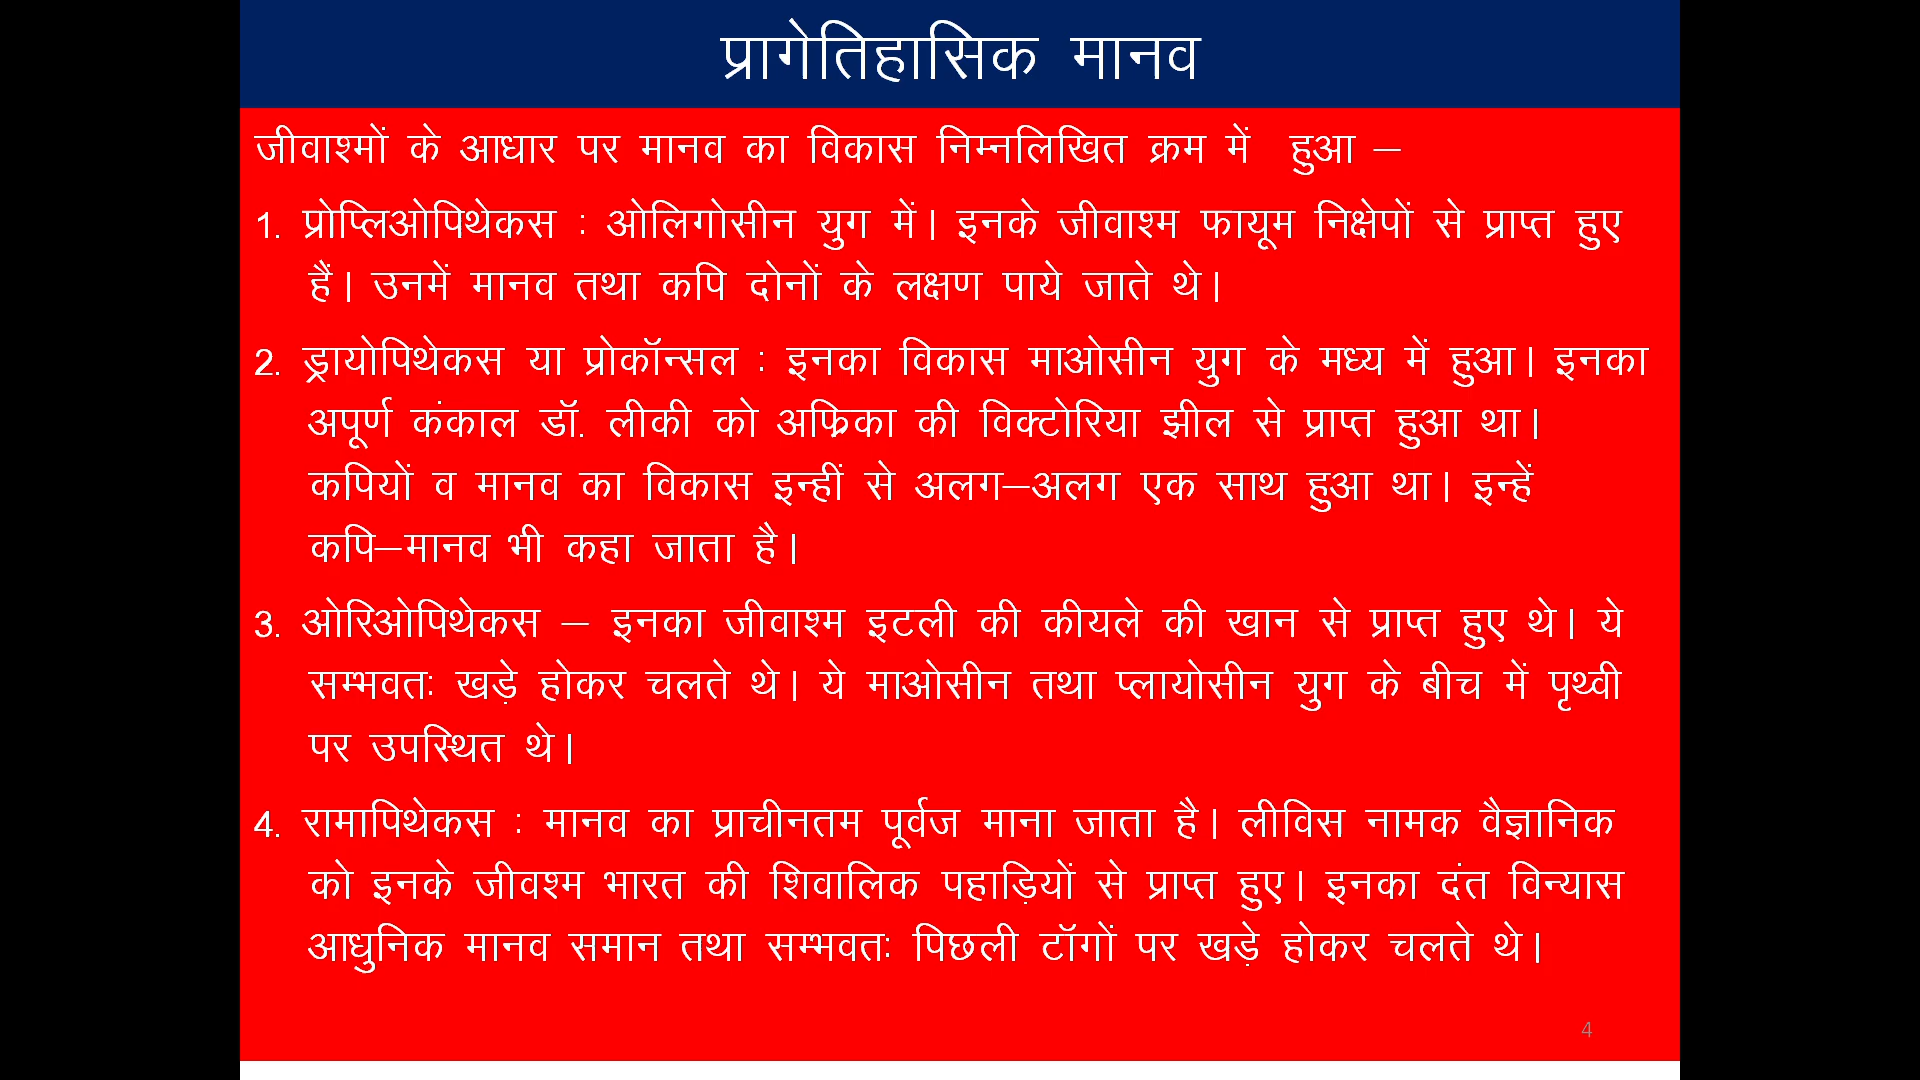 प्रागेतिहासिक मानव
जीवाश्मों के आधार पर मानव का विकास निम्नलिखित क्रम में हुआ –
1. प्रोप्लिओपिथेकस : ओलिगोसीन युग में। इनके जीवाश्म फायूम निक्षेपों से प्राप्त हुए
हैं। उनमें मानव तथा कपि दोनों के लक्षण पाये जाते थे।
2. ड्रायोपिथेकस या प्रोकॉन्सल : इनका विकास माओसीन युग के मध्य में हुआ। इनका
अपूर्ण कंकाल डॉ. लीकी को अफ्रिका की विक्टोरिया झील से प्राप्त हुआ था।
कपियों व मानव का विकास इन्हीं से अलग–अलग एक साथ हुआ था। इन्हें
कपि–मानव भी कहा जाता है।
3. ओरिओपिथेकस – इनका जीवाश्म इटली की कीयले की खान से प्राप्त हुए थे। ये
सम्भवतः खड़े होकर चलते थे। ये माओसीन तथा प्लायोसीन युग के बीच में पृथ्वी
पर उपस्थित थे।
4. रामापिथेकस : मानव का प्राचीनतम पूर्वज माना जाता है। लीविस नामक वैज्ञानिक
को इनके जीवश्म भारत की शिवालिक पहाड़ियों से प्राप्त हुए। इनका दंत विन्यास
आधुनिक मानव समान तथा सम्भवतः पिछली टॉगों पर खड़े होकर चलते थे।
4